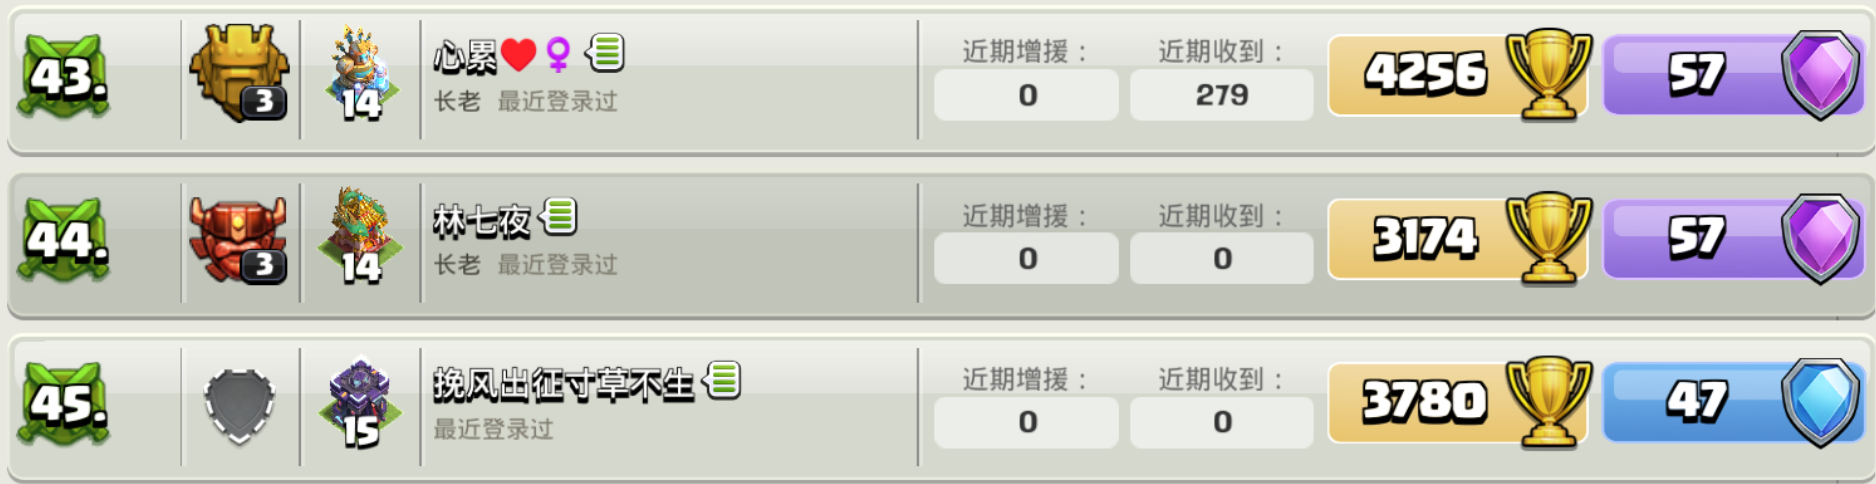 43. 3 14 心累❤️♀ 近期增援： 近期收到： 4256 57
长老 最近登录过 0 279
44. 3 14 林七夜 近期增援： 近期收到： 3174 57
长老 最近登录过 0 0
45. 15 挽风出征寸草不生 近期增援： 近期收到： 3780 47
最近登录过 0 0